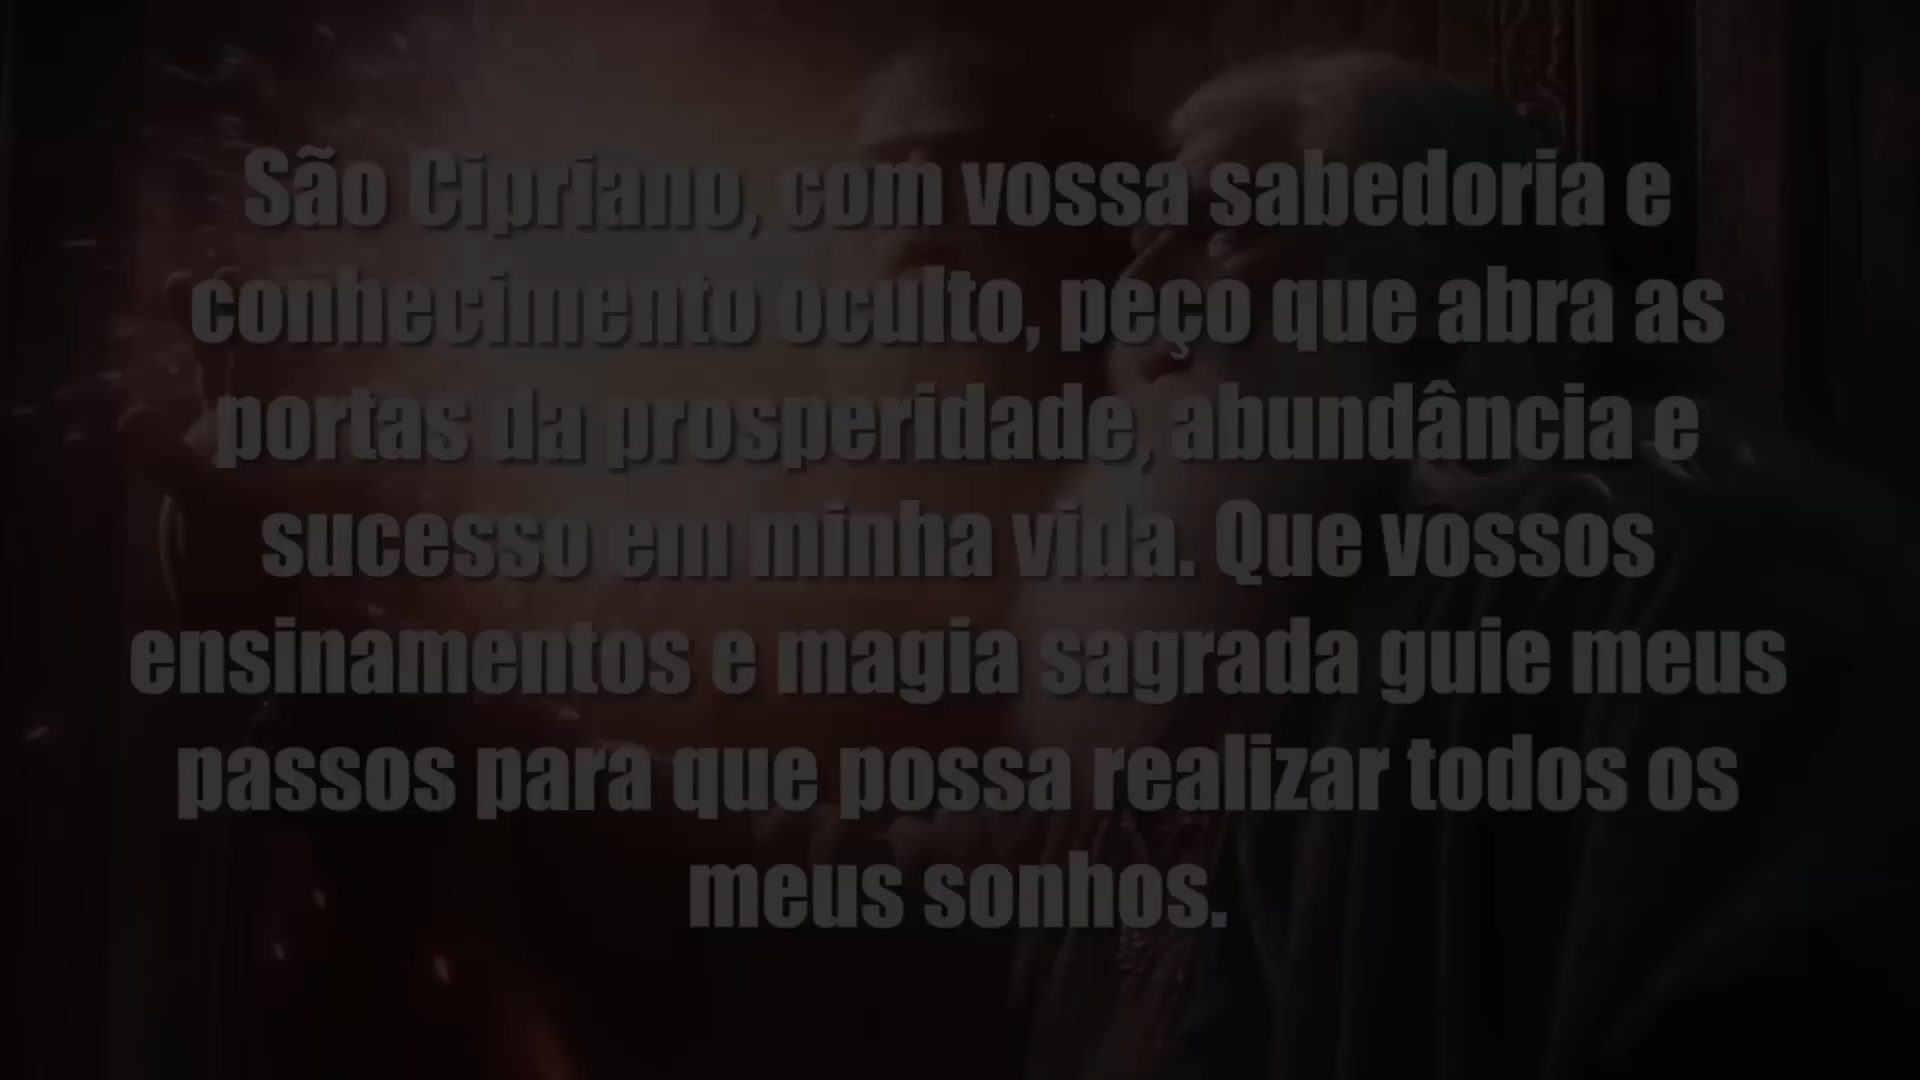 São Cipriano, com vossa sabedoria e
conhecimento oculto, peço que abra as
portas da prosperidade, abundância e
sucesso em minha vida. Que vossos
ensinamentos e magia sagrada guie meus
passos para que possa realizar todos os
meus sonhos.